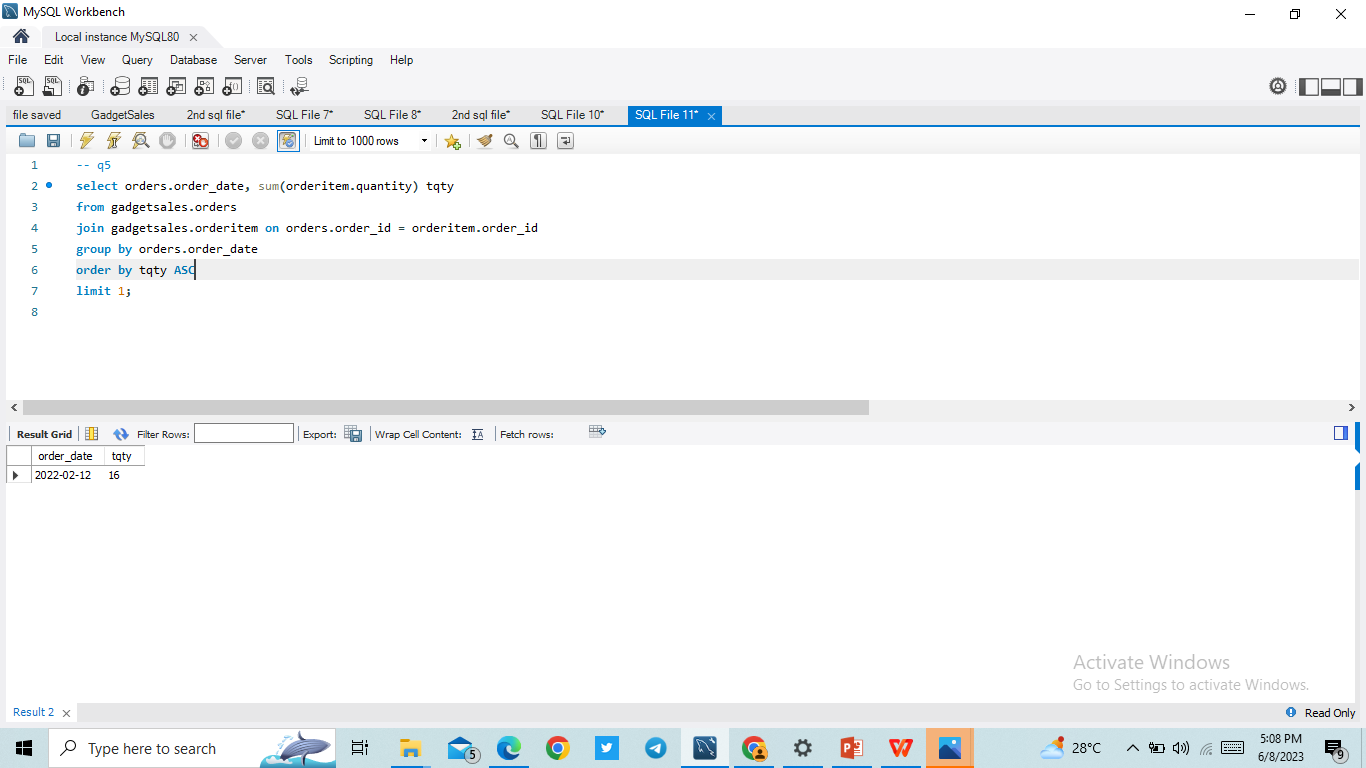 MySQL Workbench
Local instance MySQL80
File Edit View Query Database Server Tools Scripting Help
file saved GadgetSales 2nd sql file* SQL File 7* SQL File 8* 2nd sql file* SQL File 10* SQL File 11*
Limit to 1000 rows
1 -- q5
2 select orders.order_date, sum(orderitem.quantity) tqty
3 from gadgetsales.orders
4 join gadgetsales.orderitem on orders.order_id = orderitem.order_id
5 group by orders.order_date
6 order by tqty ASC
7 limit 1;
8
Result Grid Filter Rows: Export: Wrap Cell Content: Fetch rows:
order_date tqty
2022-02-12 16
Activate Windows
Go to Settings to activate Windows.
Result 2 Read Only
Type here to search 5 28°C 5:08 PM
6/8/2023 9